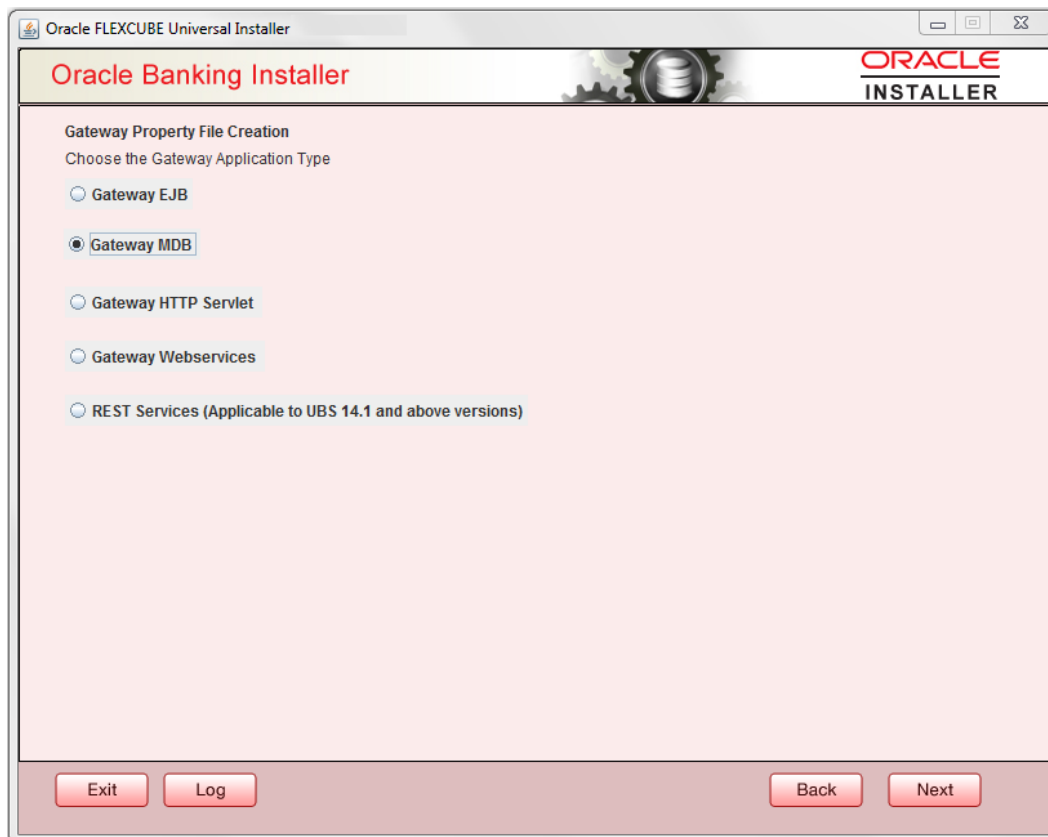 Oracle FLEXCUBE Universal Installer
Oracle Banking Installer
ORACLE
INSTALLER
Gateway Property File Creation
Choose the Gateway Application Type
Gateway EJB
Gateway MDB
Gateway HTTP Servlet
Gateway Webservices
REST Services (Applicable to UBS 14.1 and above versions)
Exit
Log
Back
Next